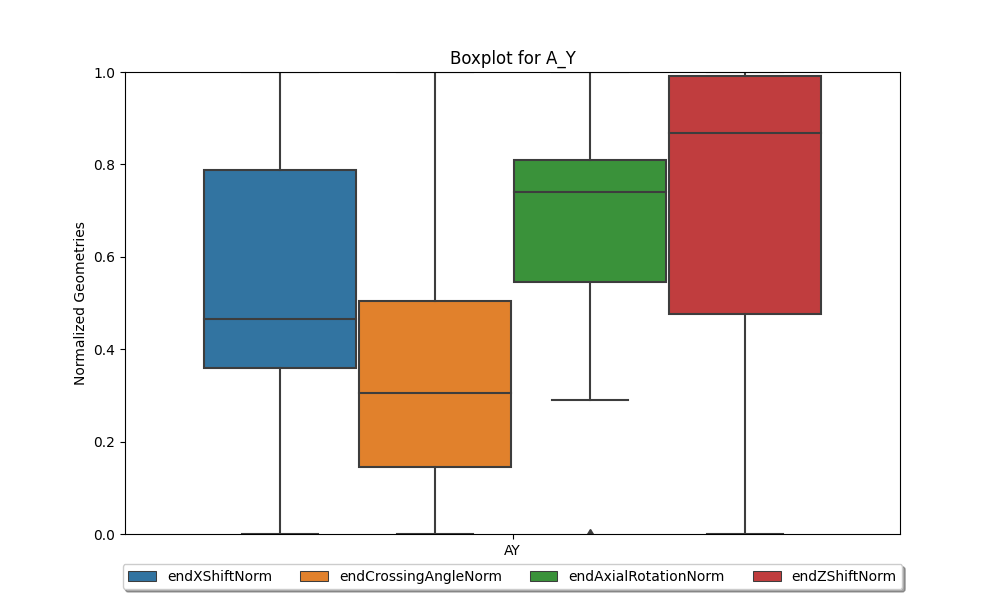 Boxplot for A_Y
1.0
0.8
0.6
0.4
0.2
0.0
Normalized Geometries
AY
endXShiftNorm endCrossingAngleNorm endAxialRotationNorm endZShiftNorm